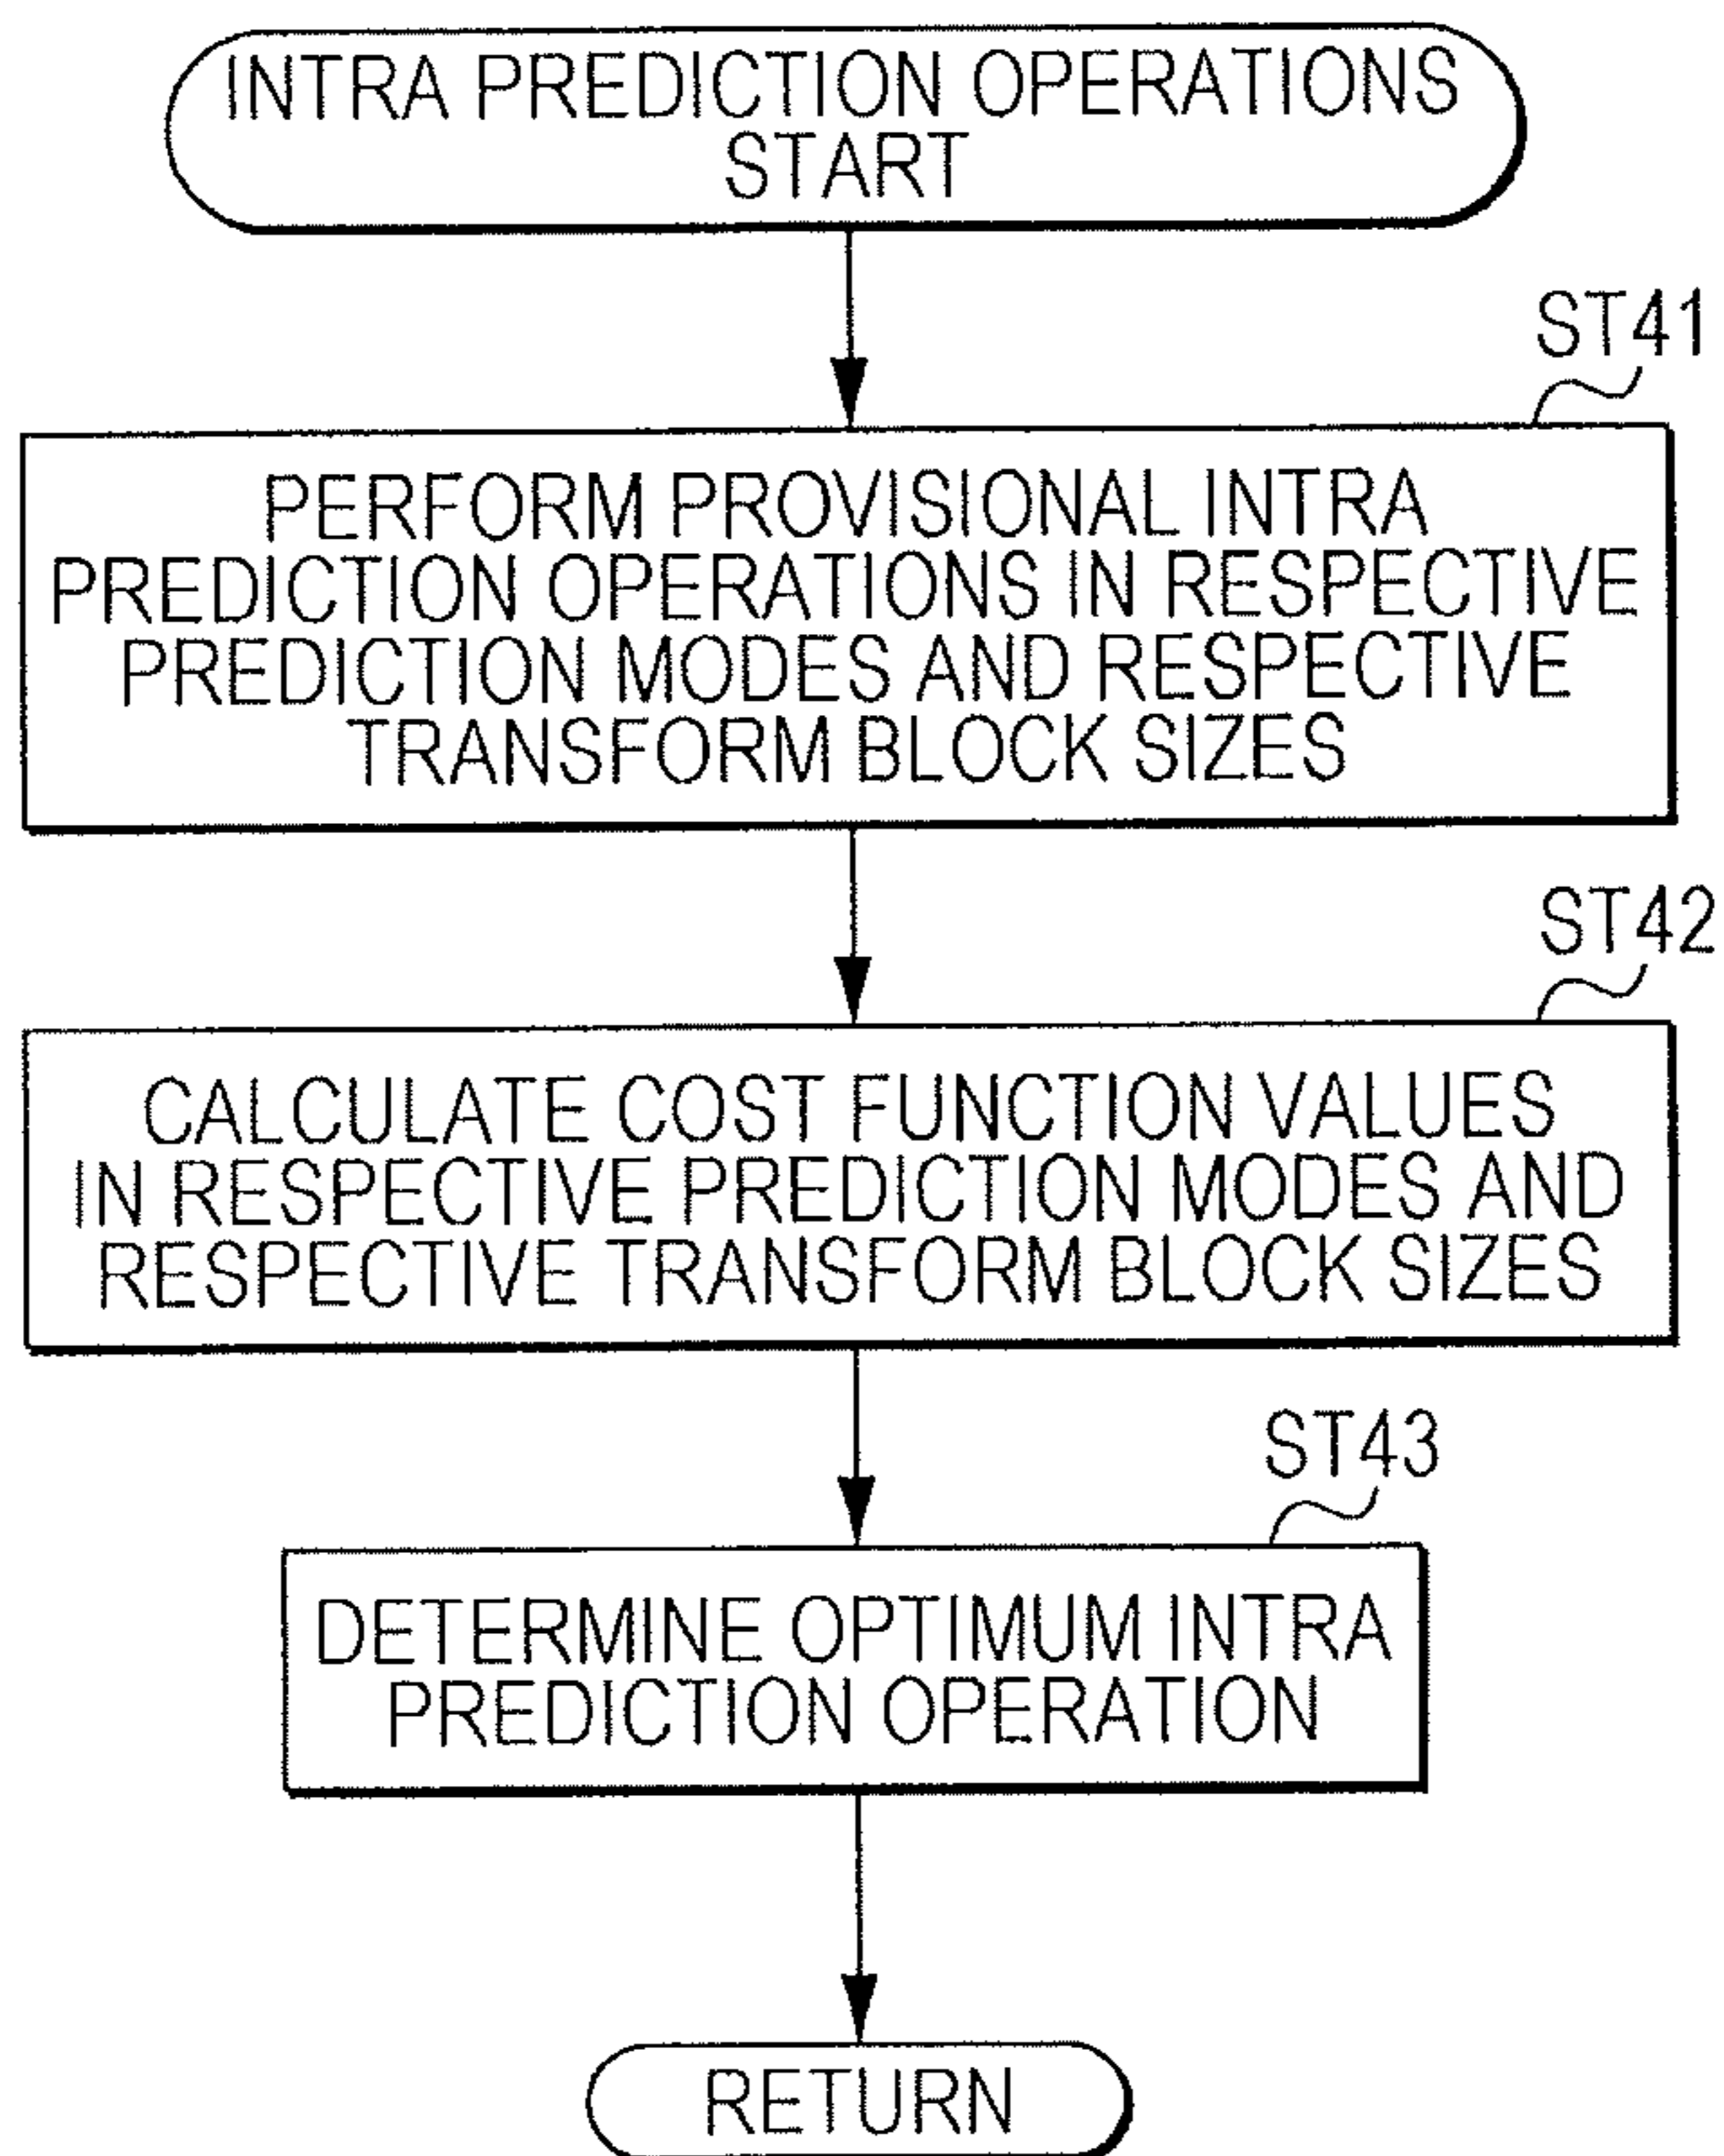 INTRA PREDICTION OPERATIONS
START
ST41
PERFORM PROVISIONAL INTRA
PREDICTION OPERATIONS IN RESPECTIVE
PREDICTION MODES AND RESPECTIVE
TRANSFORM BLOCK SIZES
ST42
CALCULATE COST FUNCTION VALUES
IN RESPECTIVE PREDICTION MODES AND
RESPECTIVE TRANSFORM BLOCK SIZES
ST43
DETERMINE OPTIMUM INTRA
PREDICTION OPERATION
RETURN